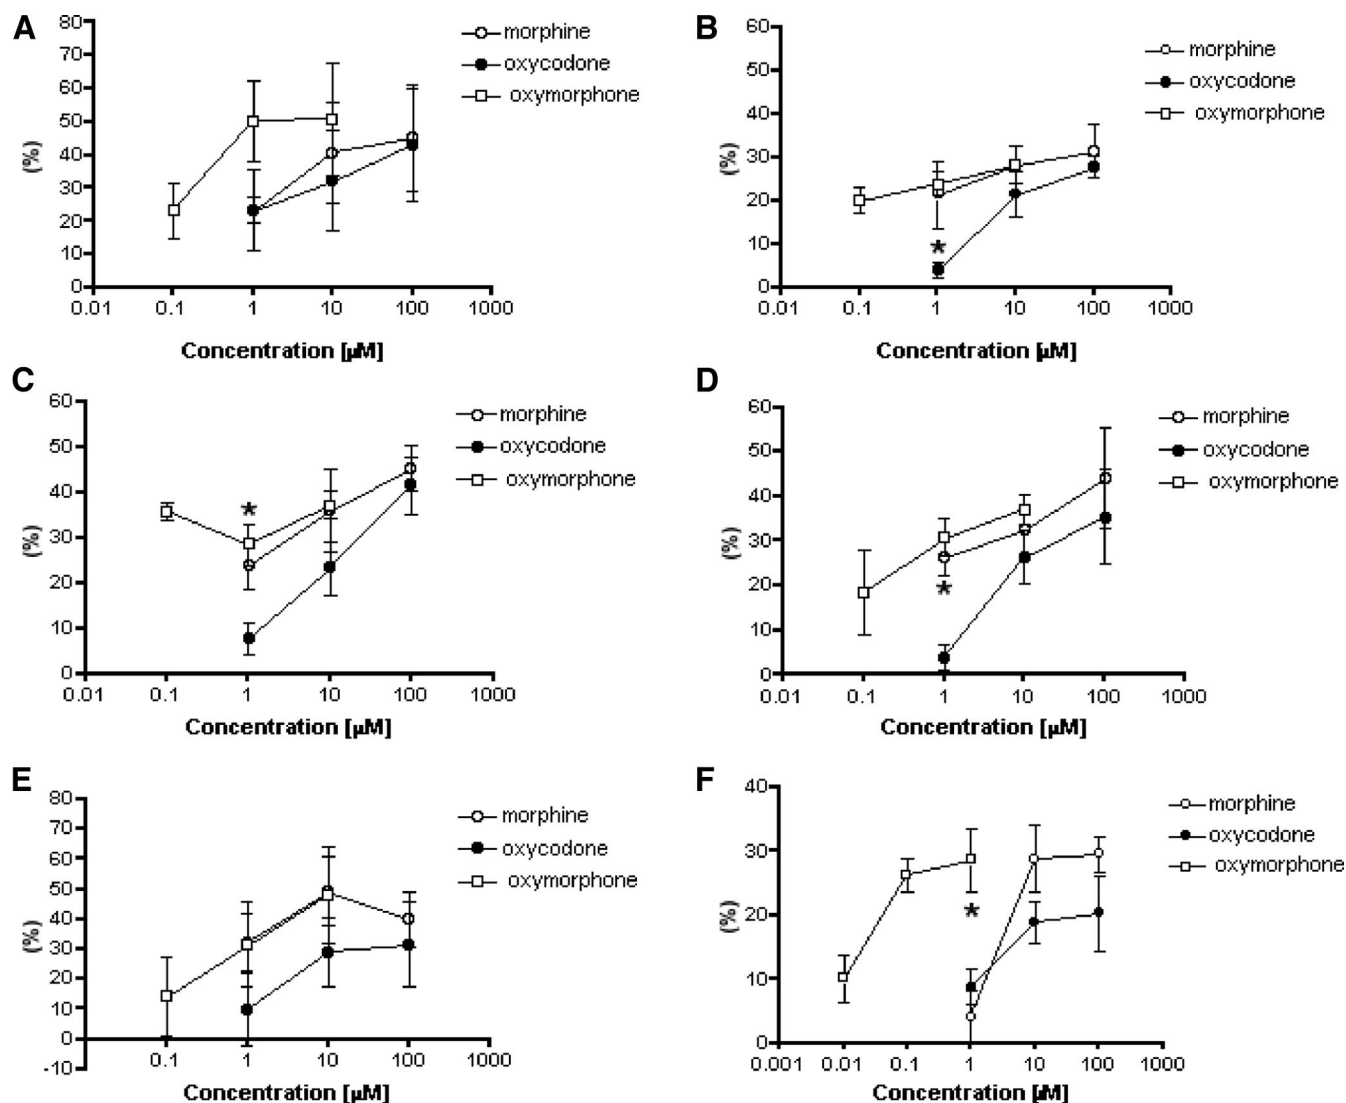 A
80
70
60
50
40
30
20
10
0
(%)
0.01 0.1 1 10 100 1000
Concentration [µM]
morphine
oxycodone
oxymorphone
B
60
50
40
30
20
10
0
(%)
0.01 0.1 1 10 100 1000
Concentration [µM]
morphine
oxycodone
oxymorphone
*
C
60
50
40
30
20
10
0
(%)
0.01 0.1 1 10 100 1000
Concentration [µM]
morphine
oxycodone
oxymorphone
*
D
60
50
40
30
20
10
0
(%)
0.01 0.1 1 10 100 1000
Concentration [µM]
morphine
oxycodone
oxymorphone
*
E
80
70
60
50
40
30
20
10
0
-10
(%)
0.1 1 10 100 1000
Concentration [µM]
morphine
oxycodone
oxymorphone
F
40
30
20
10
0
(%)
0.001 0.01 0.1 1 10 100 1000
Concentration [µM]
morphine
oxycodone
oxymorphone
*